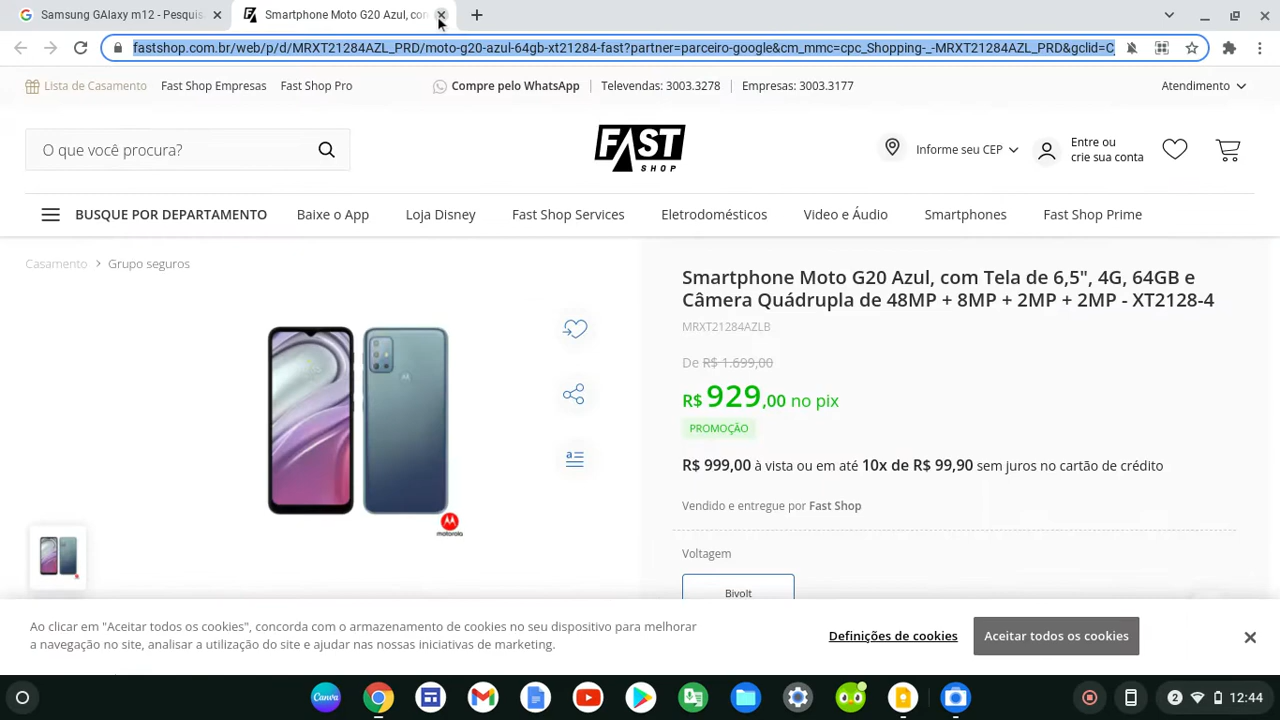 Samsung GAlaxy m12 - Pesquis
Smartphone Moto G20 Azul, con
fastshop.com.br/web/p/d/MRXT21284AZL_PRD/moto-g20-azul-64gb-xt21284-fast?partner=parceiro-google&cm_mmc=cpc_Shopping-_-MRXT21284AZL_PRD&gclid=C
Lista de Casamento
Fast Shop Empresas
Fast Shop Pro
Compre pelo WhatsApp
Televendas: 3003.3278
Empresas: 3003.3177
Atendimento
O que você procura?
FAST
SHOP
Informe seu CEP
Entre ou
crie sua conta
BUSQUE POR DEPARTAMENTO
Baixe o App
Loja Disney
Fast Shop Services
Eletrodomésticos
Video e Áudio
Smartphones
Fast Shop Prime
Casamento > Grupo seguros
Smartphone Moto G20 Azul, com Tela de 6,5", 4G, 64GB e
Câmera Quádrupla de 48MP + 8MP + 2MP + 2MP - XT2128-4
MRXT21284AZLB
De R$ 1.699,00
R$ 929,00 no pix
PROMOÇÃO
R$ 999,00 à vista ou em até 10x de R$ 99,90 sem juros no cartão de crédito
Vendido e entregue por Fast Shop
motorola
Voltagem
Bivolt
Ao clicar em "Aceitar todos os cookies", concorda com o armazenamento de cookies no seu dispositivo para melhorar
a navegação no site, analisar a utilização do site e ajudar nas nossas iniciativas de marketing.
Definições de cookies
Aceitar todos os cookies
Canva
2
12:44